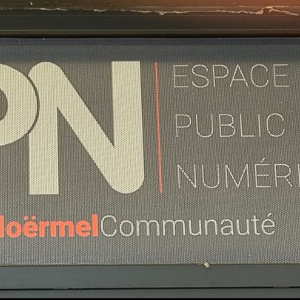 PN
ESPACE
PUBLIC
NUMÉRI
loërmelCommunauté